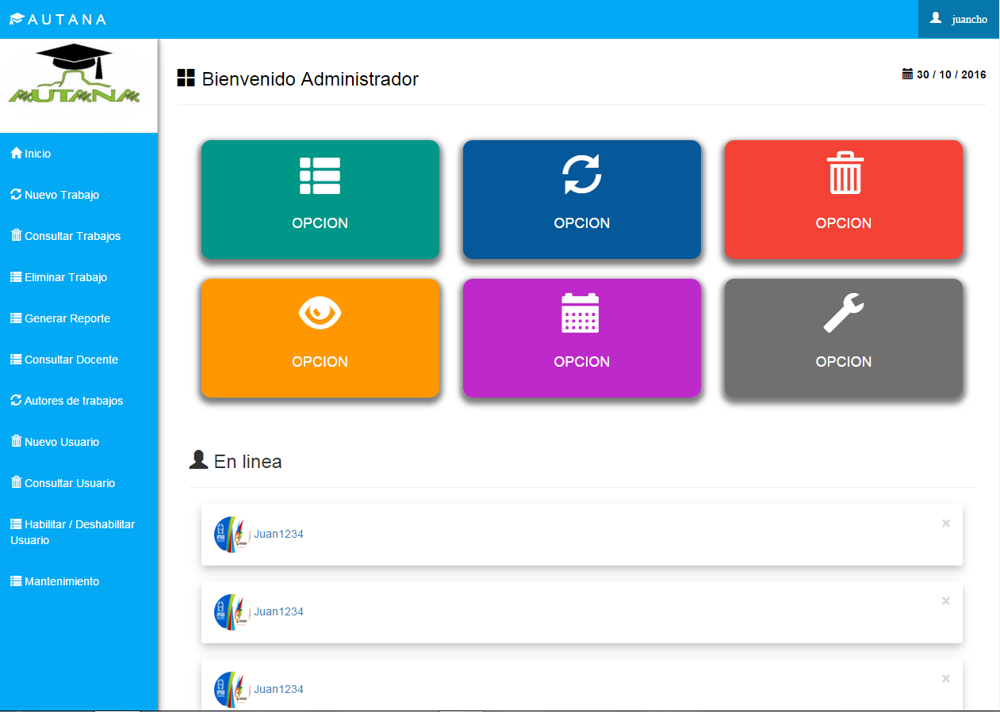 AUTANA
juancho
AUTANA
Bienvenido Administrador
30 / 10 / 2016
Inicio
Nuevo Trabajo
Consultar Trabajos
Eliminar Trabajo
Generar Reporte
Consultar Docente
Autores de trabajos
Nuevo Usuario
Consultar Usuario
Habilitar / Deshabilitar
Usuario
Mantenimiento
OPCION
OPCION
OPCION
OPCION
OPCION
OPCION
En linea
Juan1234
×
Juan1234
×
Juan1234
×